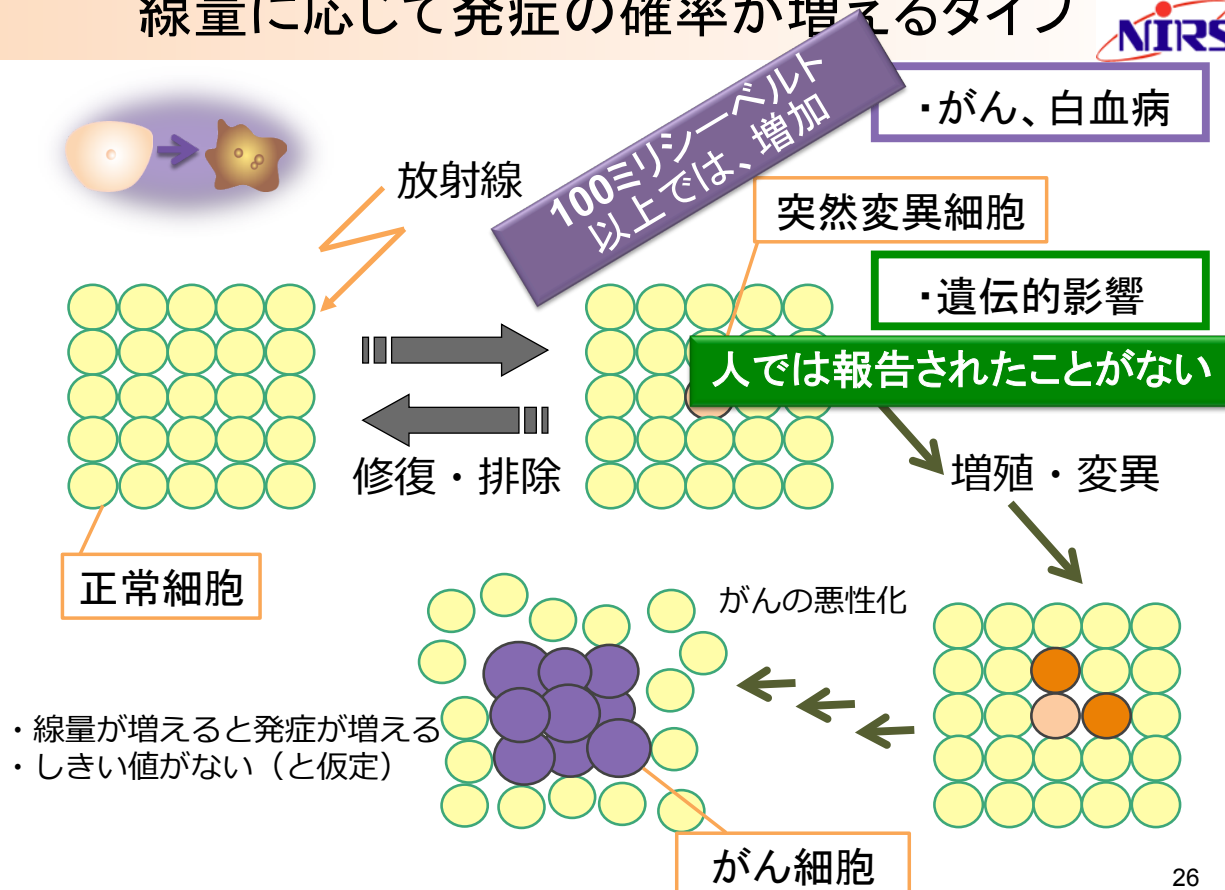 線量に応じて発症の確率が増えるタイプ
NIRS
100ミリシーベルト
以上では、増加
・がん、白血病
放射線
突然変異細胞
・遺伝的影響
人では報告されたことがない
修復・排除
増殖・変異
正常細胞
がんの悪性化
・線量が増えると発症が増える
・しきい値がない（と仮定）
がん細胞
26